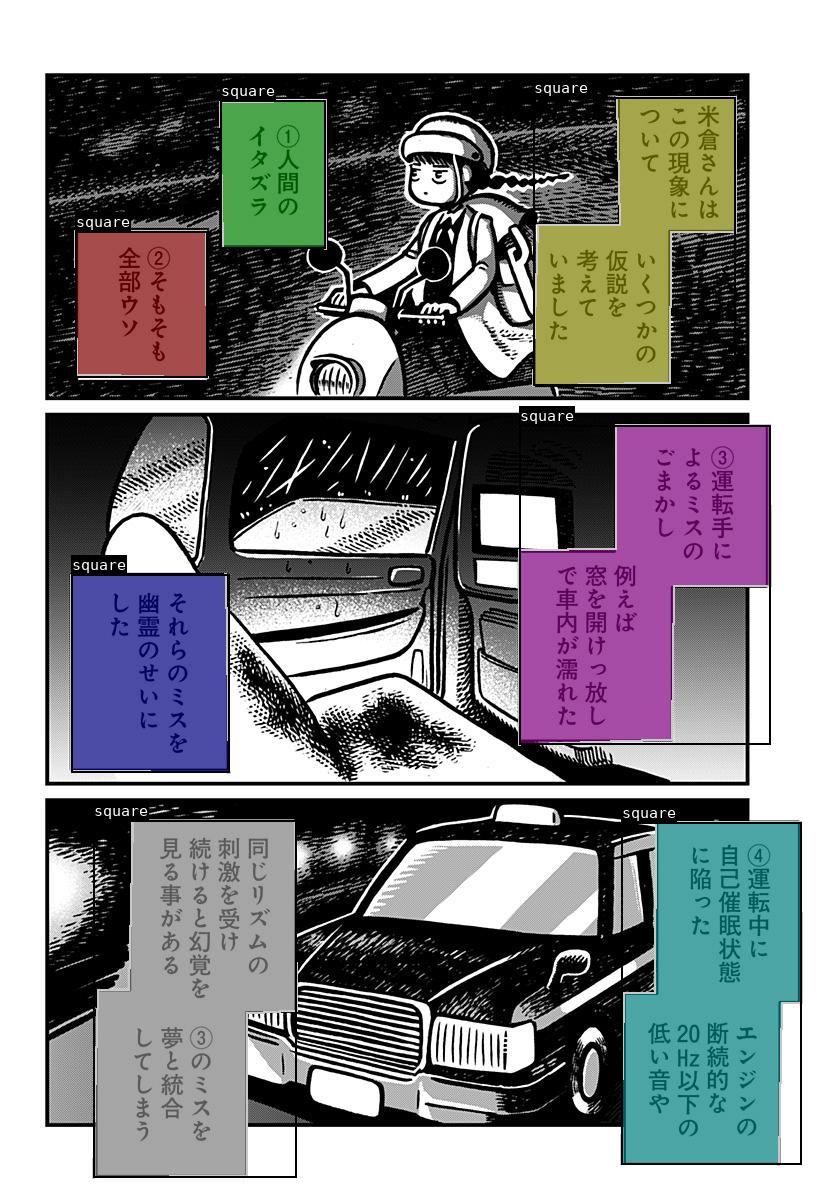 米倉さんは
この現象に
ついて
いくつかの
仮説を
考えて
いました
①人間の
イタズラ
②そもそも
全部ウソ
③運転手に
よるミスの
ごまかし
例えば
窓を開けっ放し
で車内が濡れた
それらのミスを
幽霊のせいに
した
④運転中に
自己催眠状態
に陥った
エンジンの
断続的な
20Hz以下の
低い音や
同じリズムの
刺激を受け
続けると幻覚を
見る事がある
③のミスを
夢と統合
してしまう
square
square
square
square
square
square
square